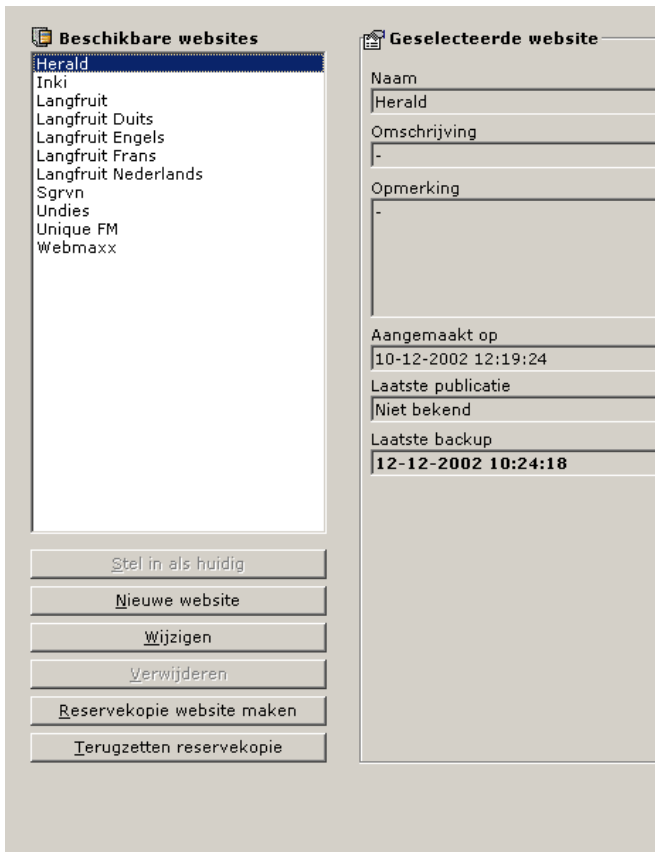 Beschikbare websites
Herald
Inki
Langfruit
Langfruit Duits
Langfruit Engels
Langfruit Frans
Langfruit Nederlands
Sgrvn
Undies
Unique FM
Webmaxx
Stel in als huidig
Nieuwe website
Wijzigen
Verwijderen
Reservekopie website maken
Terugzetten reservekopie
Geselecteerde website
Naam
Herald
Omschrijving
-
Opmerking
-
Aangemaakt op
10-12-2002 12:19:24
Laatste publicatie
Niet bekend
Laatste backup
12-12-2002 10:24:18